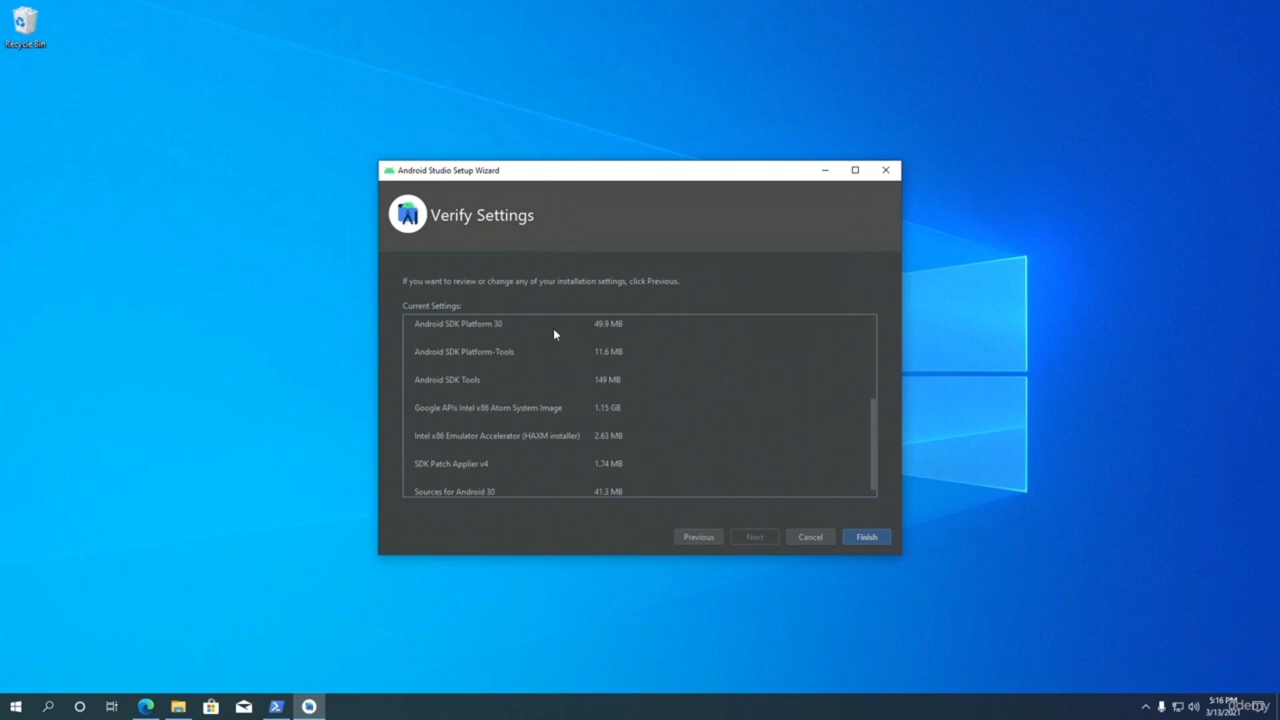 Recycle Bin
Android Studio Setup Wizard
Verify Settings
If you want to review or change any of your installation settings, click Previous.
Current Settings:
Android SDK Platform 30 49.9 MB
Android SDK Platform-Tools 11.6 MB
Android SDK Tools 149 MB
Google APIs Intel x86 Atom System Image 1.15 GB
Intel x86 Emulator Accelerator (HAXM installer) 2.63 MB
SDK Patch Applier v4 1.74 MB
Sources for Android 30 41.3 MB
Previous Next Cancel Finish
5:16 PM
3/13/2021
udemy